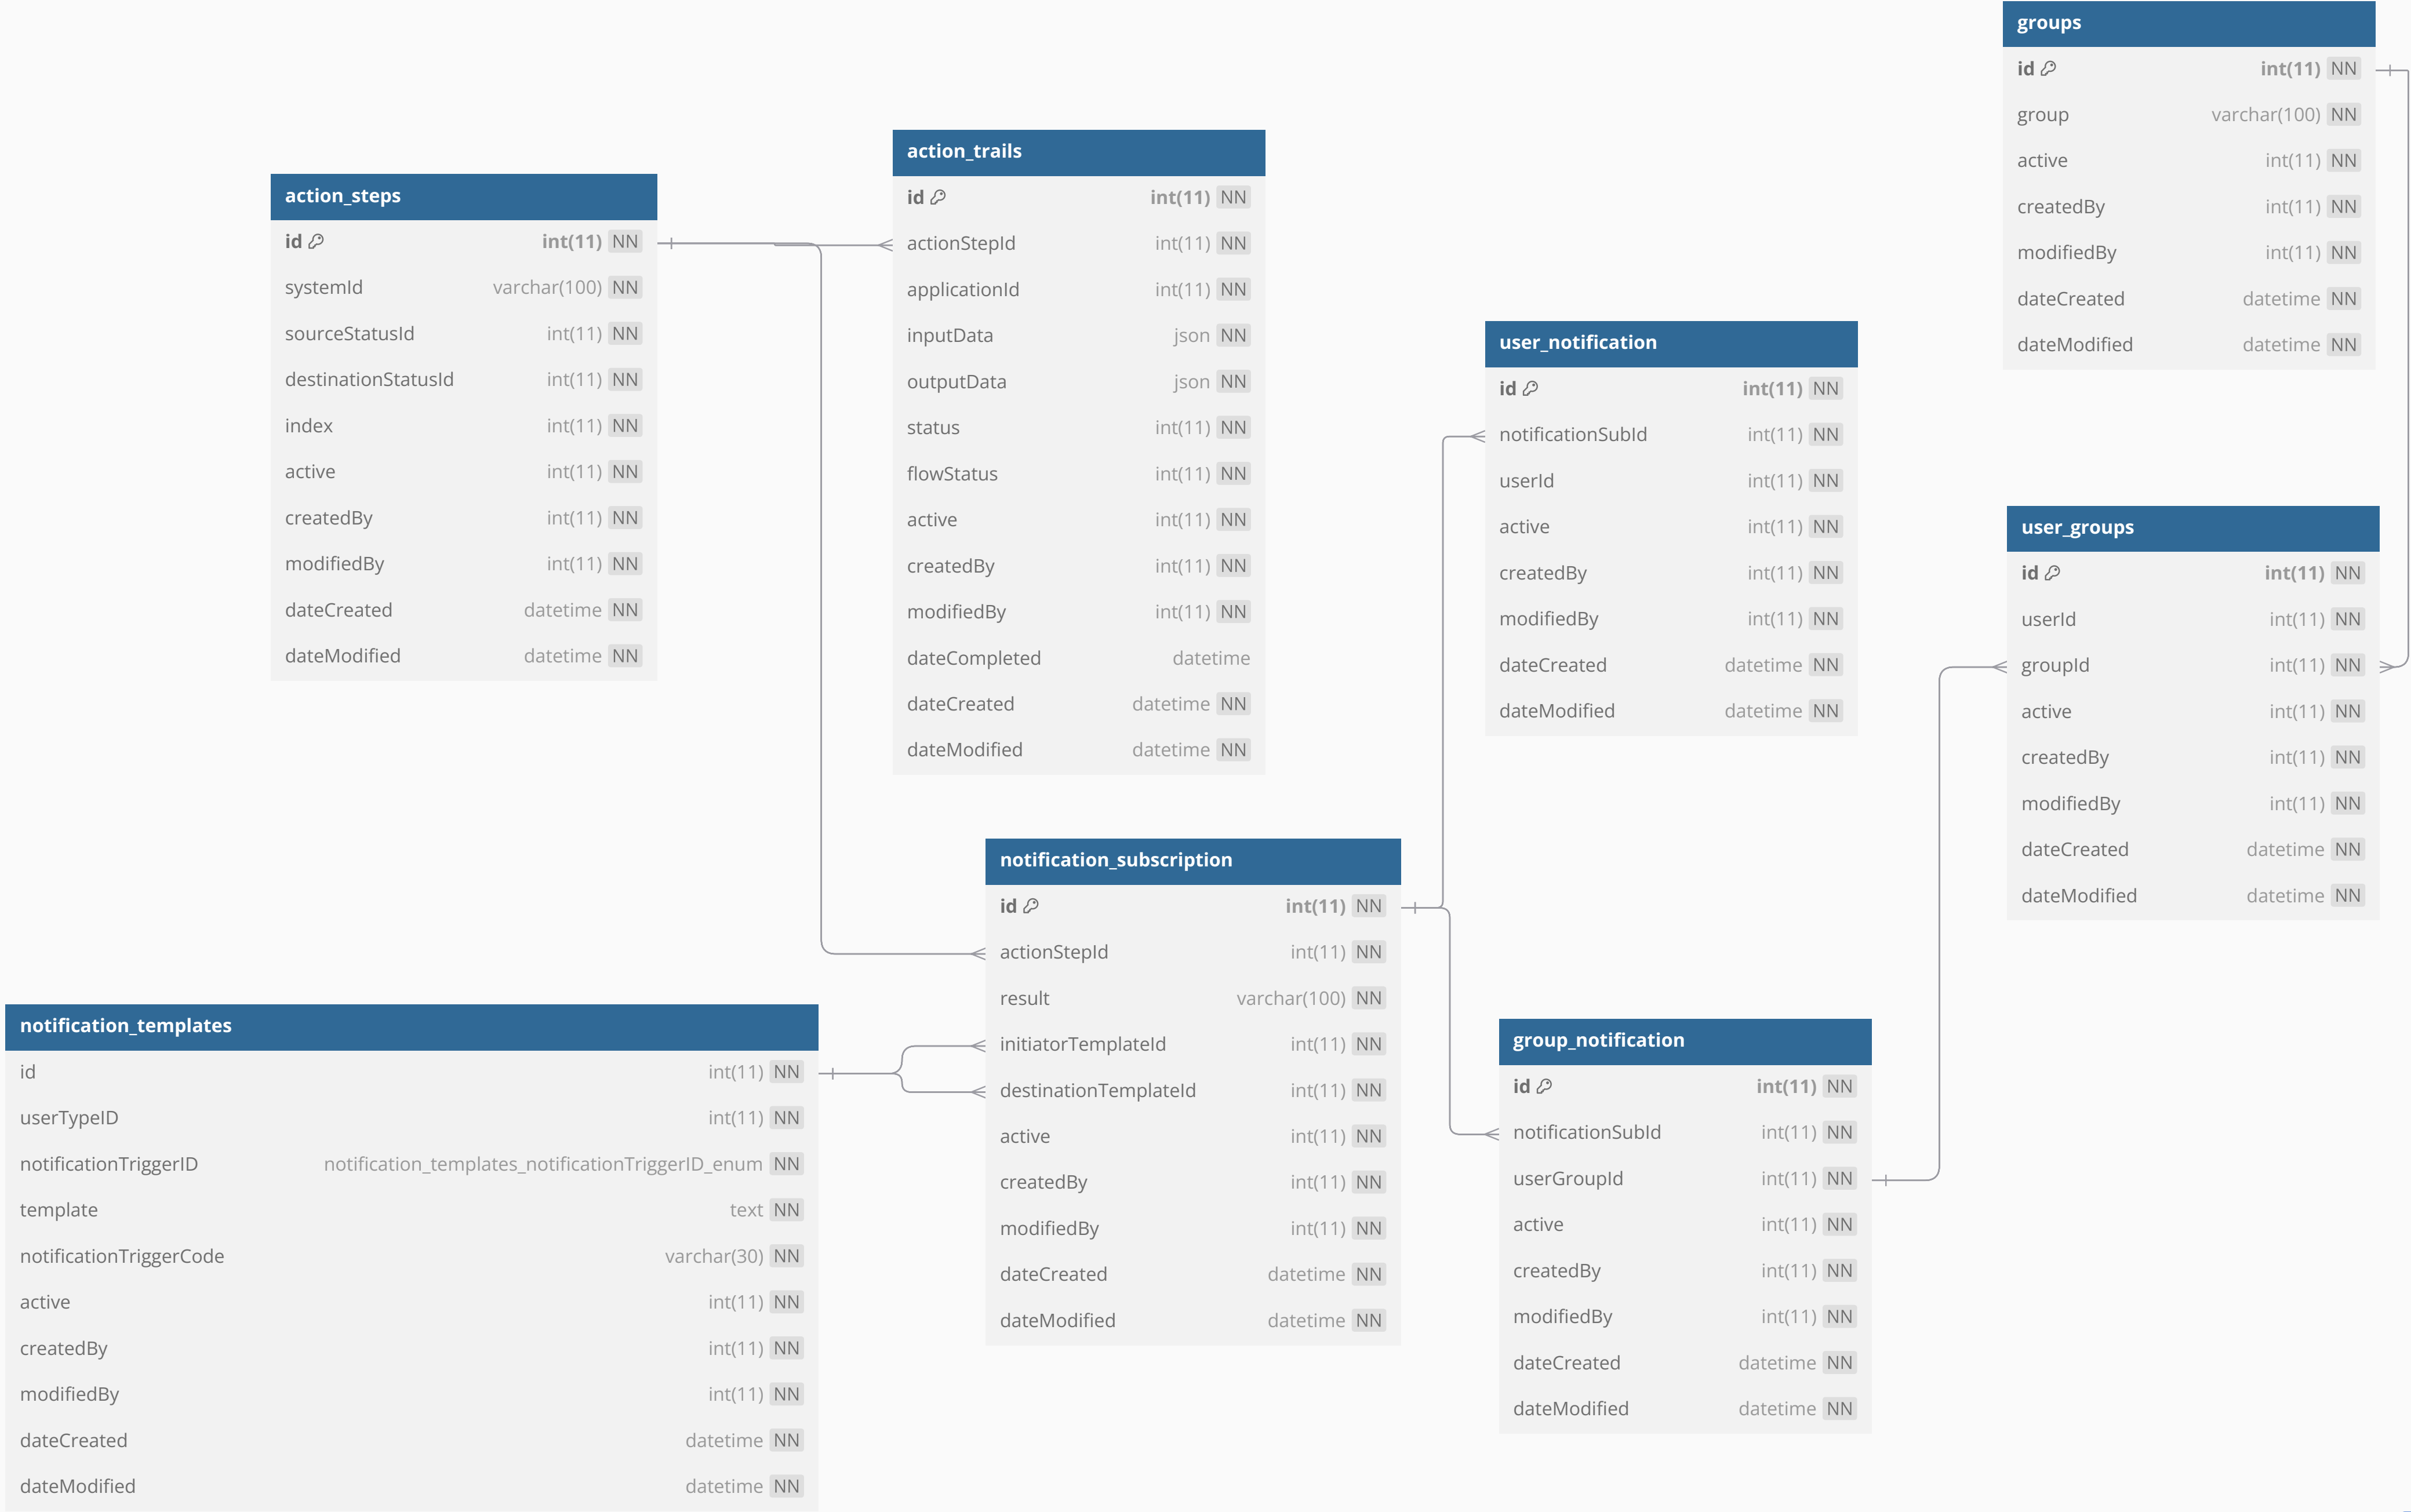 groups
id int(11) NN
group varchar(100) NN
active int(11) NN
createdBy int(11) NN
modifiedBy int(11) NN
dateCreated datetime NN
dateModified datetime NN
action_trails
id int(11) NN
actionStepId int(11) NN
applicationId int(11) NN
inputData json NN
outputData json NN
status int(11) NN
flowStatus int(11) NN
active int(11) NN
createdBy int(11) NN
modifiedBy int(11) NN
dateCompleted datetime
dateCreated datetime NN
dateModified datetime NN
action_steps
id int(11) NN
systemId varchar(100) NN
sourceStatusId int(11) NN
destinationStatusId int(11) NN
index int(11) NN
active int(11) NN
createdBy int(11) NN
modifiedBy int(11) NN
dateCreated datetime NN
dateModified datetime NN
user_notification
id int(11) NN
notificationSubId int(11) NN
userId int(11) NN
active int(11) NN
createdBy int(11) NN
modifiedBy int(11) NN
dateCreated datetime NN
dateModified datetime NN
user_groups
id int(11) NN
userId int(11) NN
groupId int(11) NN
active int(11) NN
createdBy int(11) NN
modifiedBy int(11) NN
dateCreated datetime NN
dateModified datetime NN
notification_subscription
id int(11) NN
actionStepId int(11) NN
result varchar(100) NN
initiatorTemplateId int(11) NN
destinationTemplateId int(11) NN
active int(11) NN
createdBy int(11) NN
modifiedBy int(11) NN
dateCreated datetime NN
dateModified datetime NN
notification_templates
id int(11) NN
userTypeID int(11) NN
notificationTriggerID notification_templates_notificationTriggerID_enum NN
template text NN
notificationTriggerCode varchar(30) NN
active int(11) NN
createdBy int(11) NN
modifiedBy int(11) NN
dateCreated datetime NN
dateModified datetime NN
group_notification
id int(11) NN
notificationSubId int(11) NN
userGroupId int(11) NN
active int(11) NN
createdBy int(11) NN
modifiedBy int(11) NN
dateCreated datetime NN
dateModified datetime NN